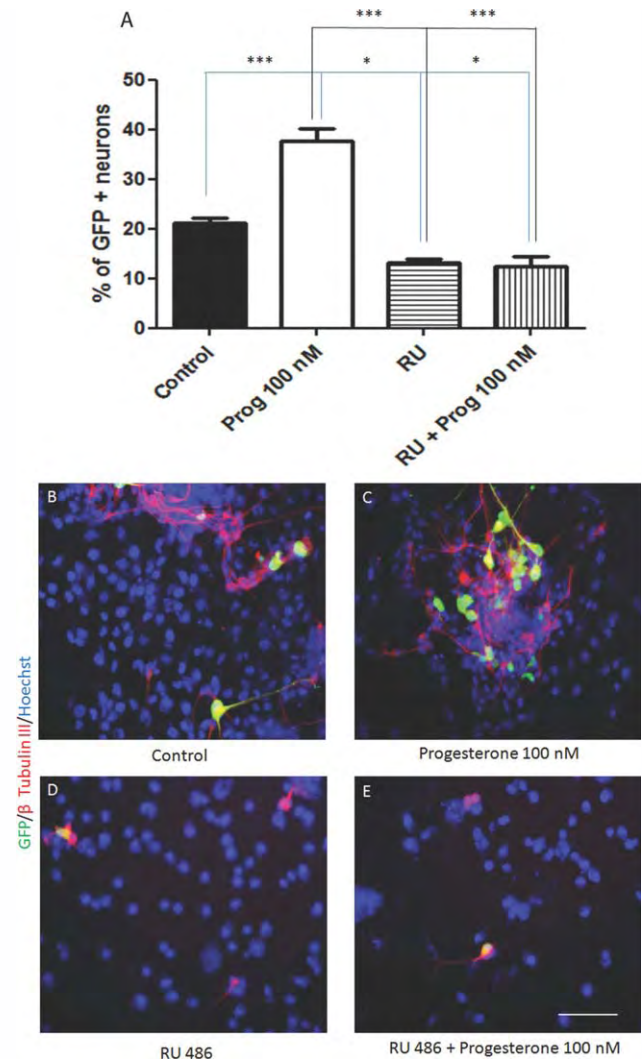 A
*** ***
*** * *
50
40
30
20
10
0
% of GFP + neurons
Control
Prog 100 nM
RU
RU + Prog 100 nM
GFP/β Tubulin III/Hoechst
B
Control
C
Progesterone 100 nM
D
RU 486
E
RU 486 + Progesterone 100 nM